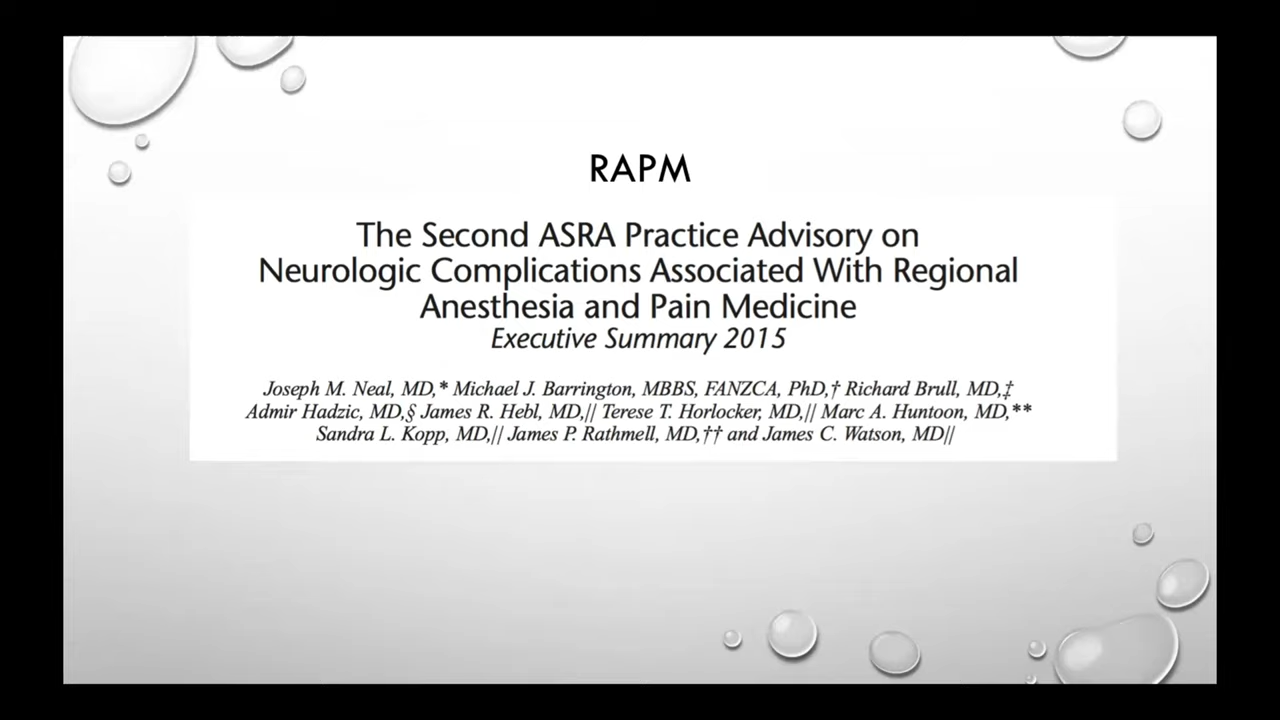 RAPM
The Second ASRA Practice Advisory on
Neurologic Complications Associated With Regional
Anesthesia and Pain Medicine
Executive Summary 2015
Joseph M. Neal, MD,* Michael J. Barrington, MBBS, FANZCA, PhD,† Richard Brull, MD,‡
Admir Hadzic, MD,§ James R. Hebl, MD,|| Terese T. Horlocker, MD,|| Marc A. Huntoon, MD,**
Sandra L. Kopp, MD,|| James P. Rathmell, MD,†† and James C. Watson, MD||